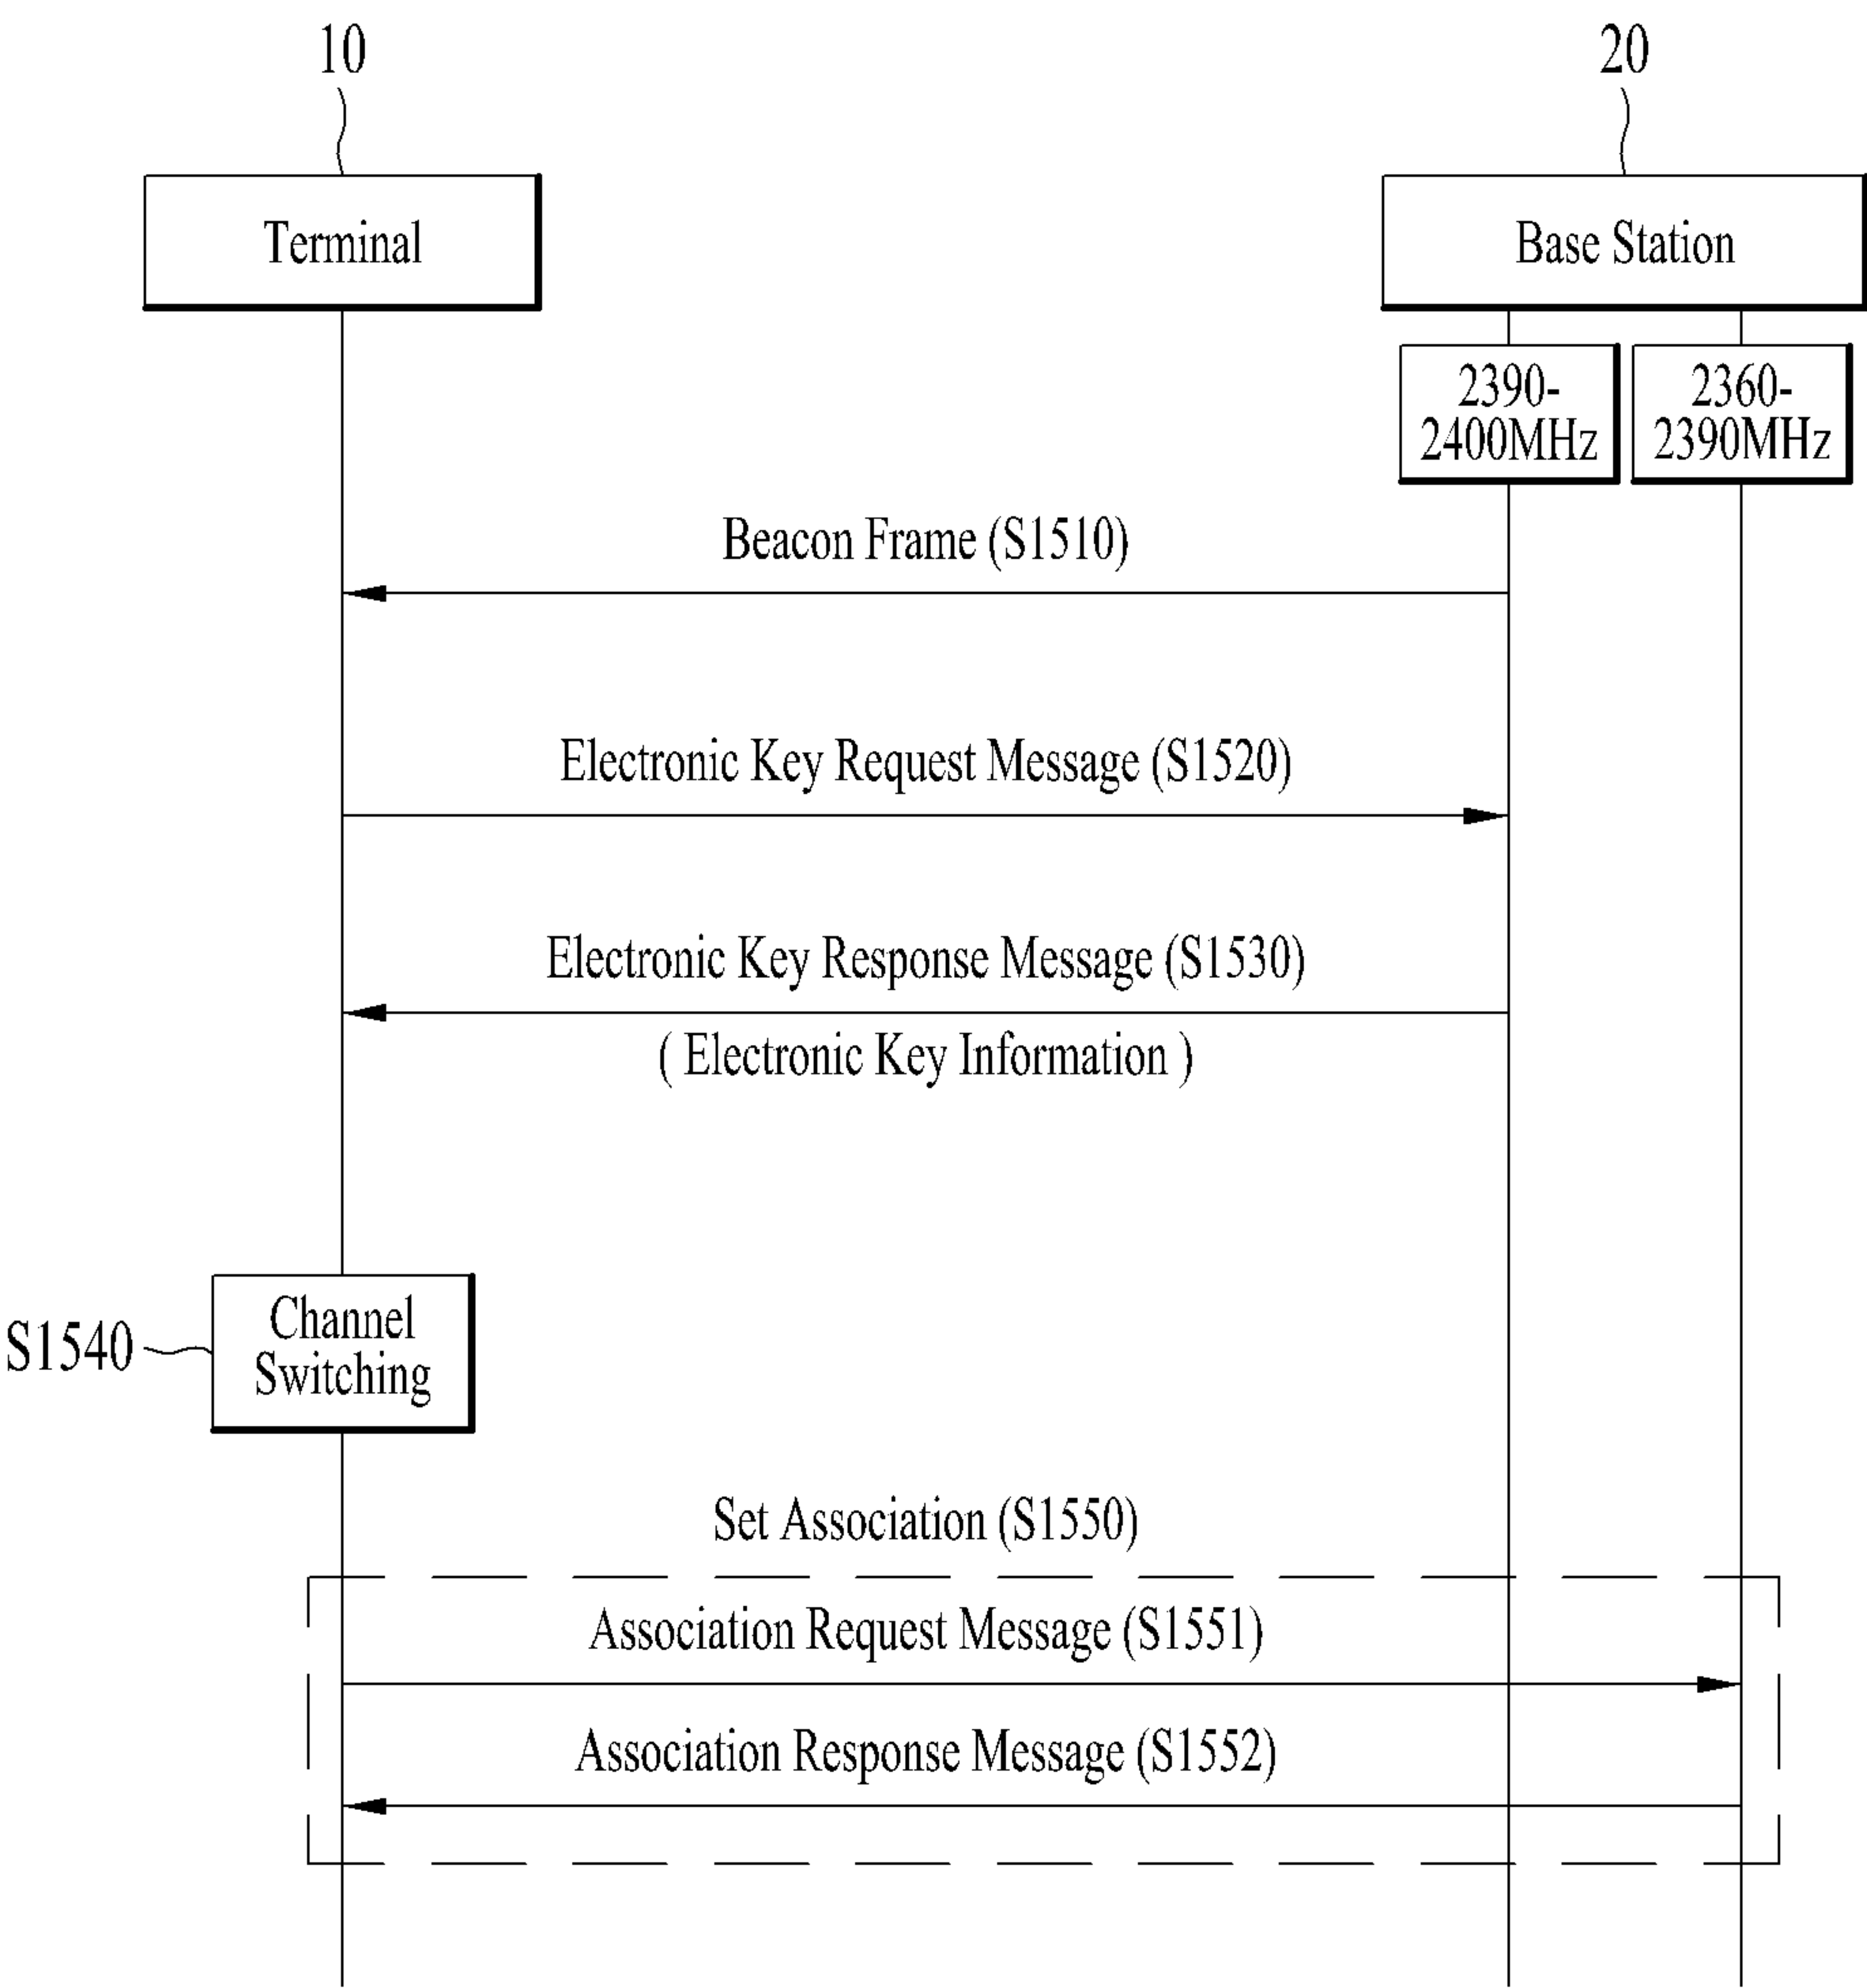 10
20
Terminal
Base Station
2390-
2400MHz
2360-
2390MHz
Beacon Frame (S1510)
Electronic Key Request Message (S1520)
Electronic Key Response Message (S1530)
( Electronic Key Information )
Channel
Switching
S1540
Set Association (S1550)
Association Request Message (S1551)
Association Response Message (S1552)